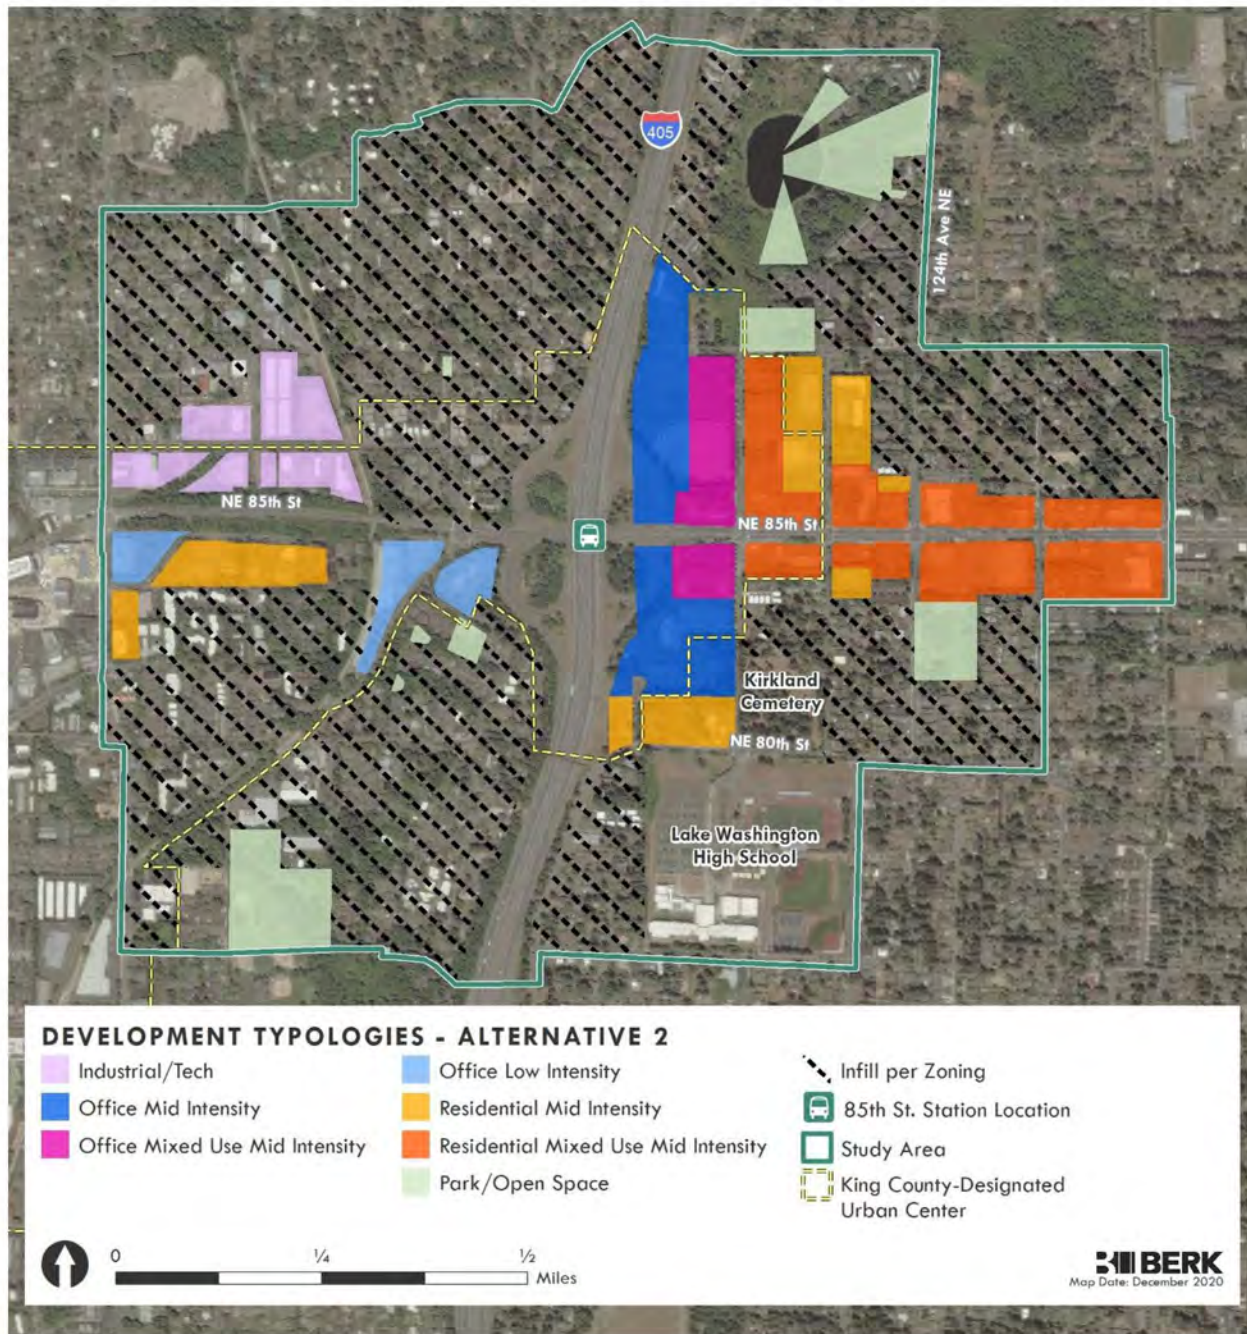 405
124th Ave NE
NE 85th St
NE 85th St
Kirkland
Cemetery
NE 80th St
Lake Washington
High School
DEVELOPMENT TYPOLOGIES - ALTERNATIVE 2
Industrial/Tech
Office Mid Intensity
Office Mixed Use Mid Intensity
Office Low Intensity
Residential Mid Intensity
Residential Mixed Use Mid Intensity
Park/Open Space
Infill per Zoning
85th St. Station Location
Study Area
King County-Designated
Urban Center
0 ¼ ½
Miles
BERK
Map Date: December 2020